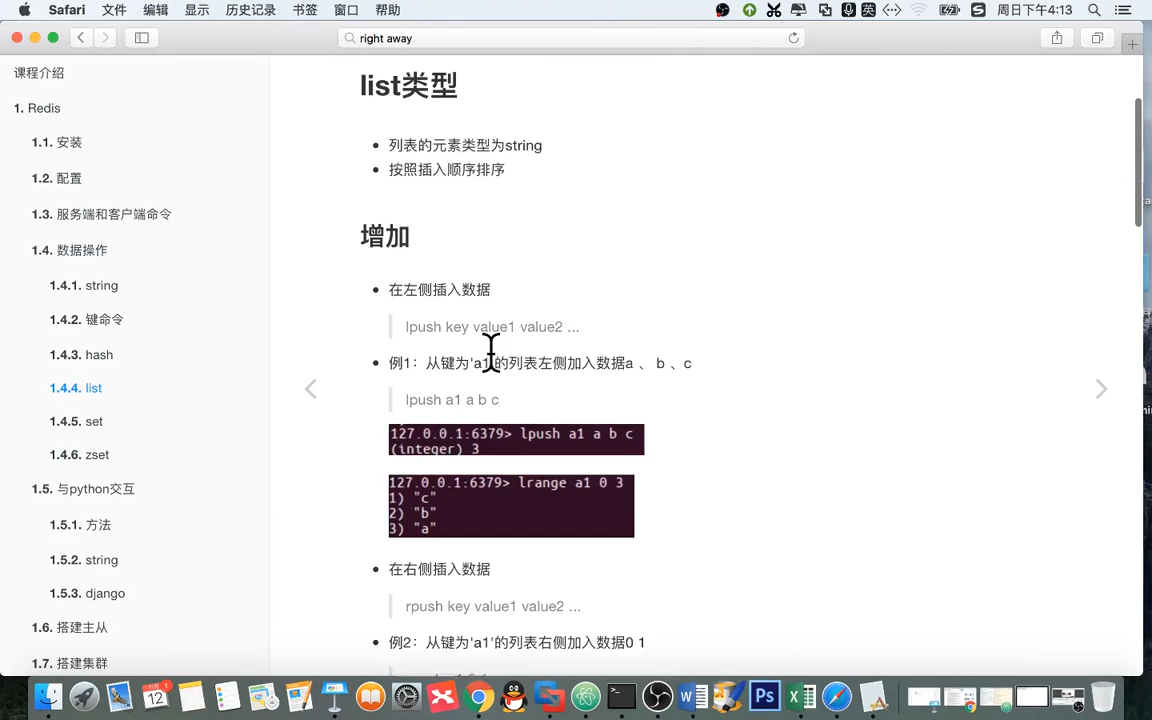 Safari 文件 编辑 显示 历史记录 书签 窗口 帮助 英 周日下午4:13
right away
课程介绍
1. Redis
1.1. 安装
1.2. 配置
1.3. 服务端和客户端命令
1.4. 数据操作
1.4.1. string
1.4.2. 键命令
1.4.3. hash
1.4.4. list
1.4.5. set
1.4.6. zset
1.5. 与python交互
1.5.1. 方法
1.5.2. string
1.5.3. django
1.6. 搭建主从
1.7. 搭建集群
list类型
列表的元素类型为string
按照插入顺序排序
增加
在左侧插入数据
lpush key value1 value2 ...
例1：从键为'a1'的列表左侧加入数据a 、 b 、c
lpush a1 a b c
127.0.0.1:6379> lpush a1 a b c
(integer) 3
127.0.0.1:6379> lrange a1 0 3
1) "c"
2) "b"
3) "a"
在右侧插入数据
rpush key value1 value2 ...
例2：从键为'a1'的列表右侧加入数据0 1
12